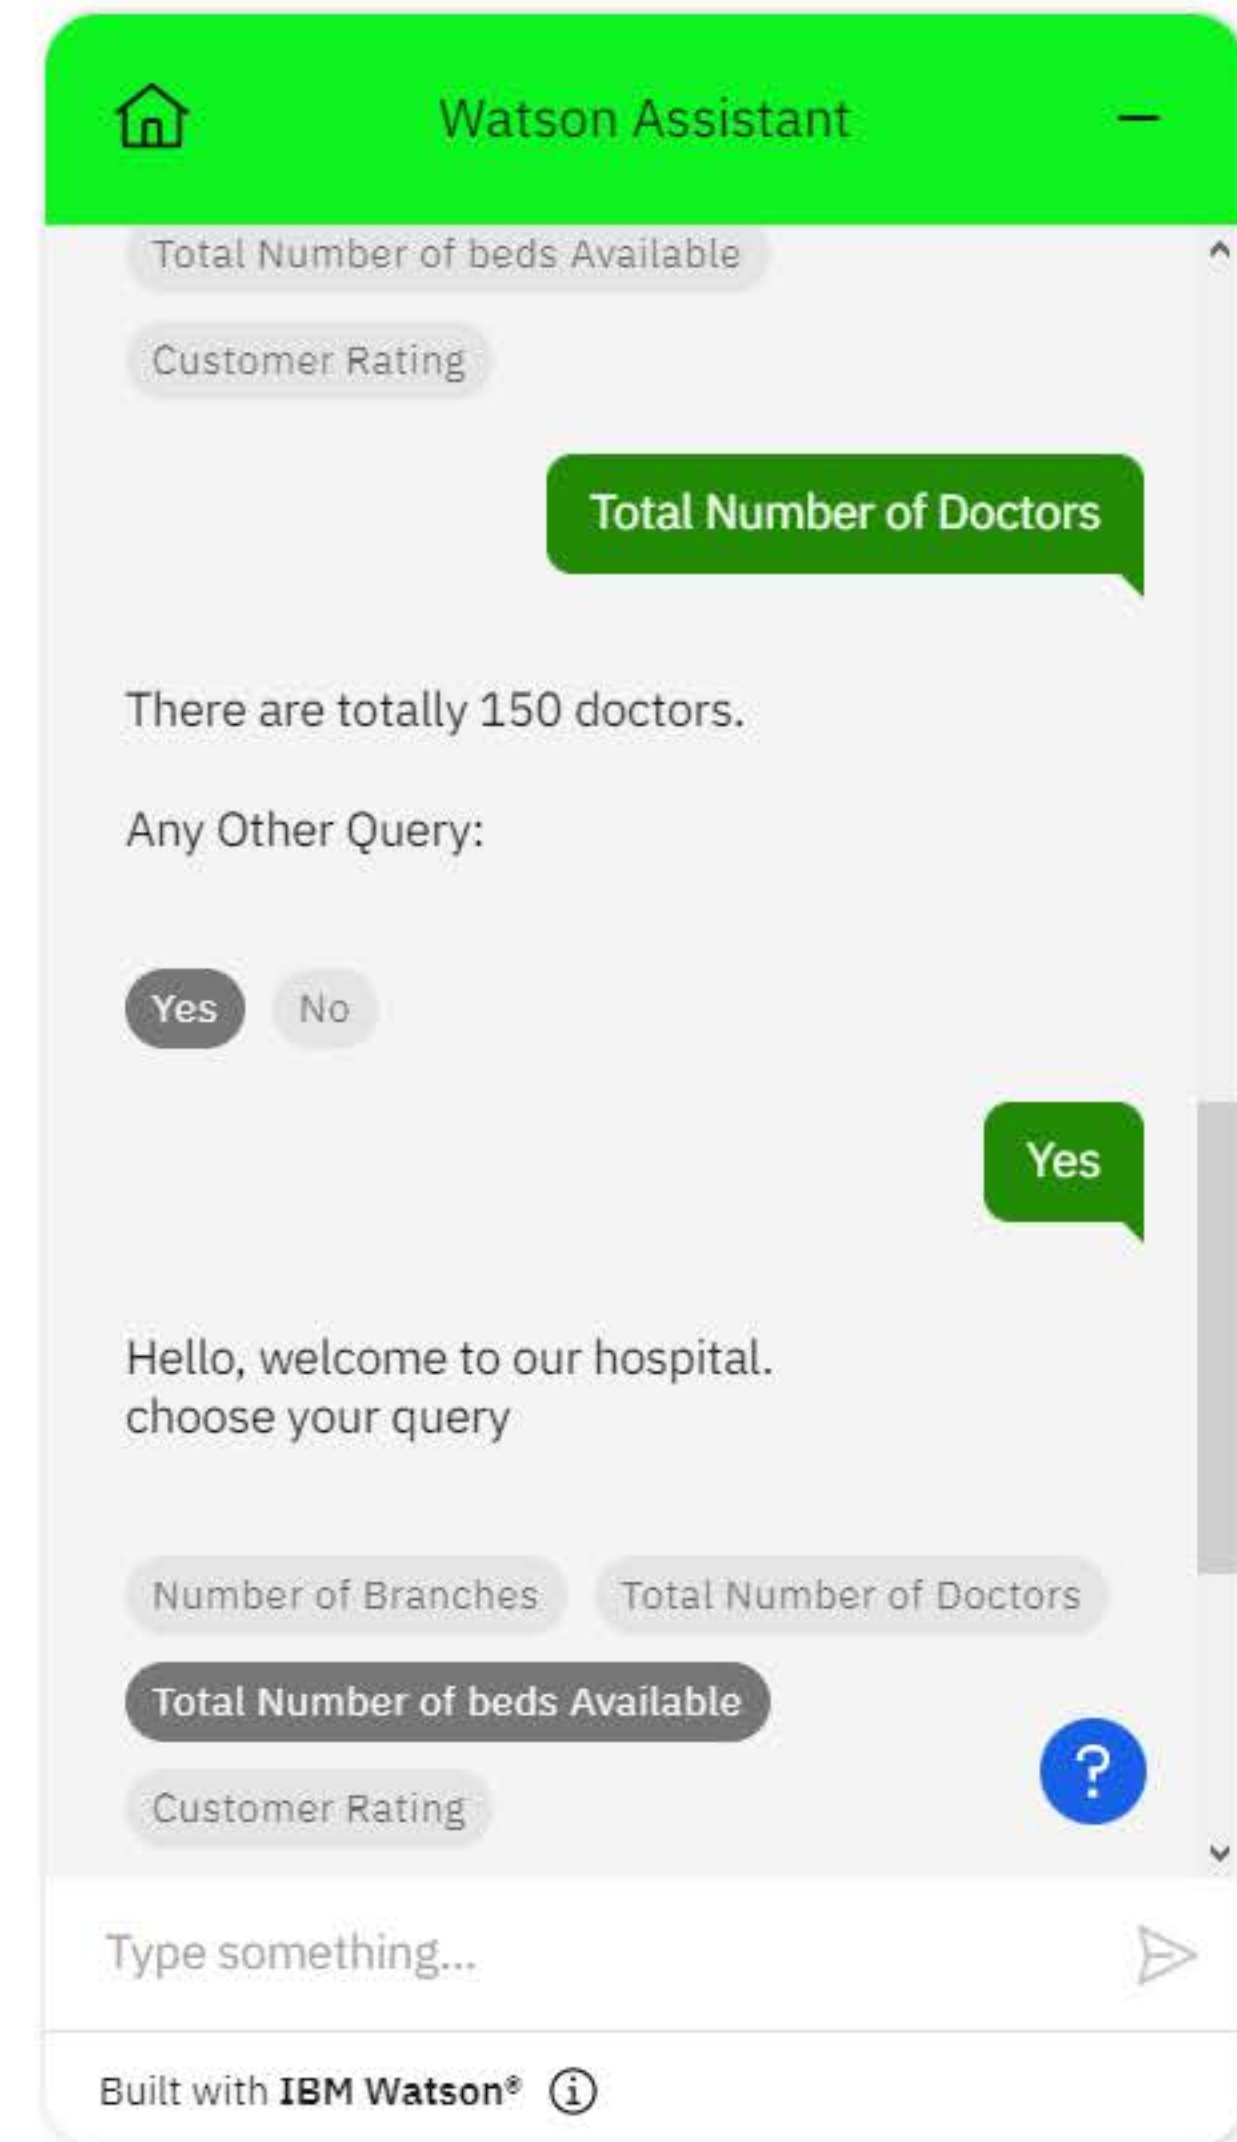 Watson Assistant
Total Number of beds Available
Customer Rating
Total Number of Doctors
There are totally 150 doctors.
Any Other Query:
Yes No
Yes
Hello, welcome to our hospital.
choose your query
Number of Branches Total Number of Doctors
Total Number of beds Available
?
Customer Rating
Type something...
Built with IBM Watson®